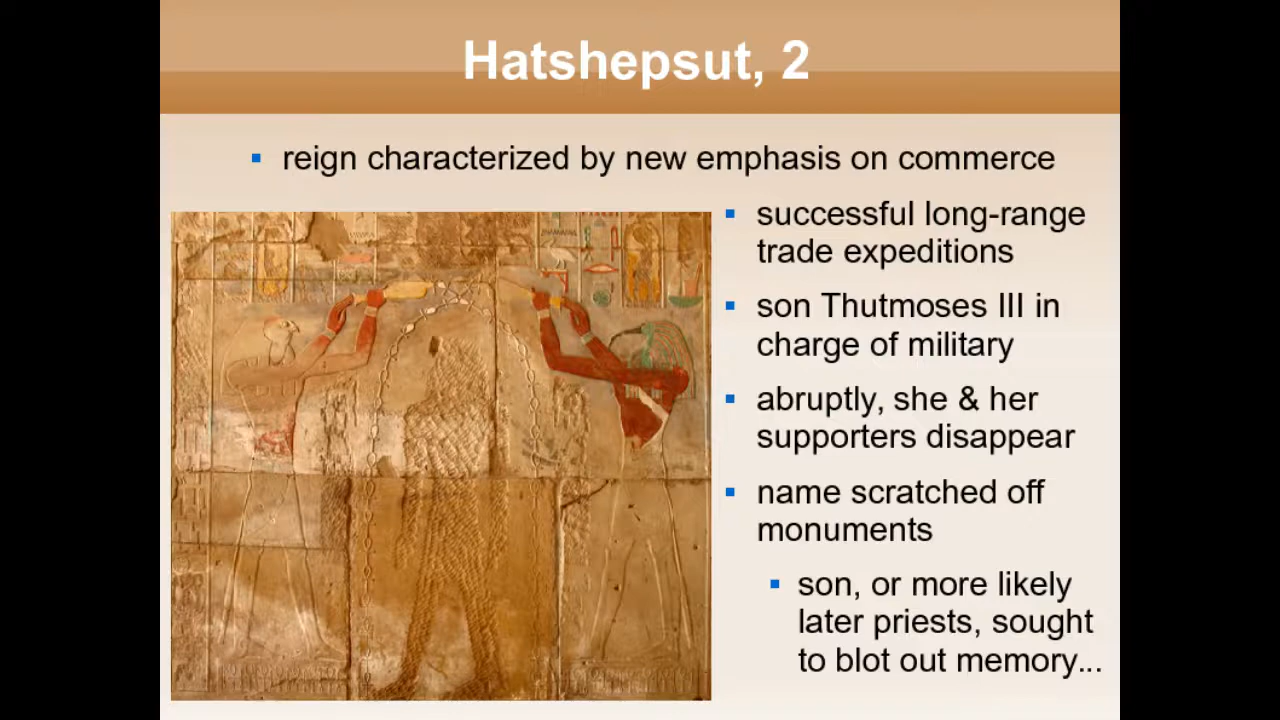 Hatshepsut, 2
▪ reign characterized by new emphasis on commerce
▪ successful long-range
trade expeditions
▪ son Thutmoses III in
charge of military
▪ abruptly, she & her
supporters disappear
▪ name scratched off
monuments
▪ son, or more likely
later priests, sought
to blot out memory...